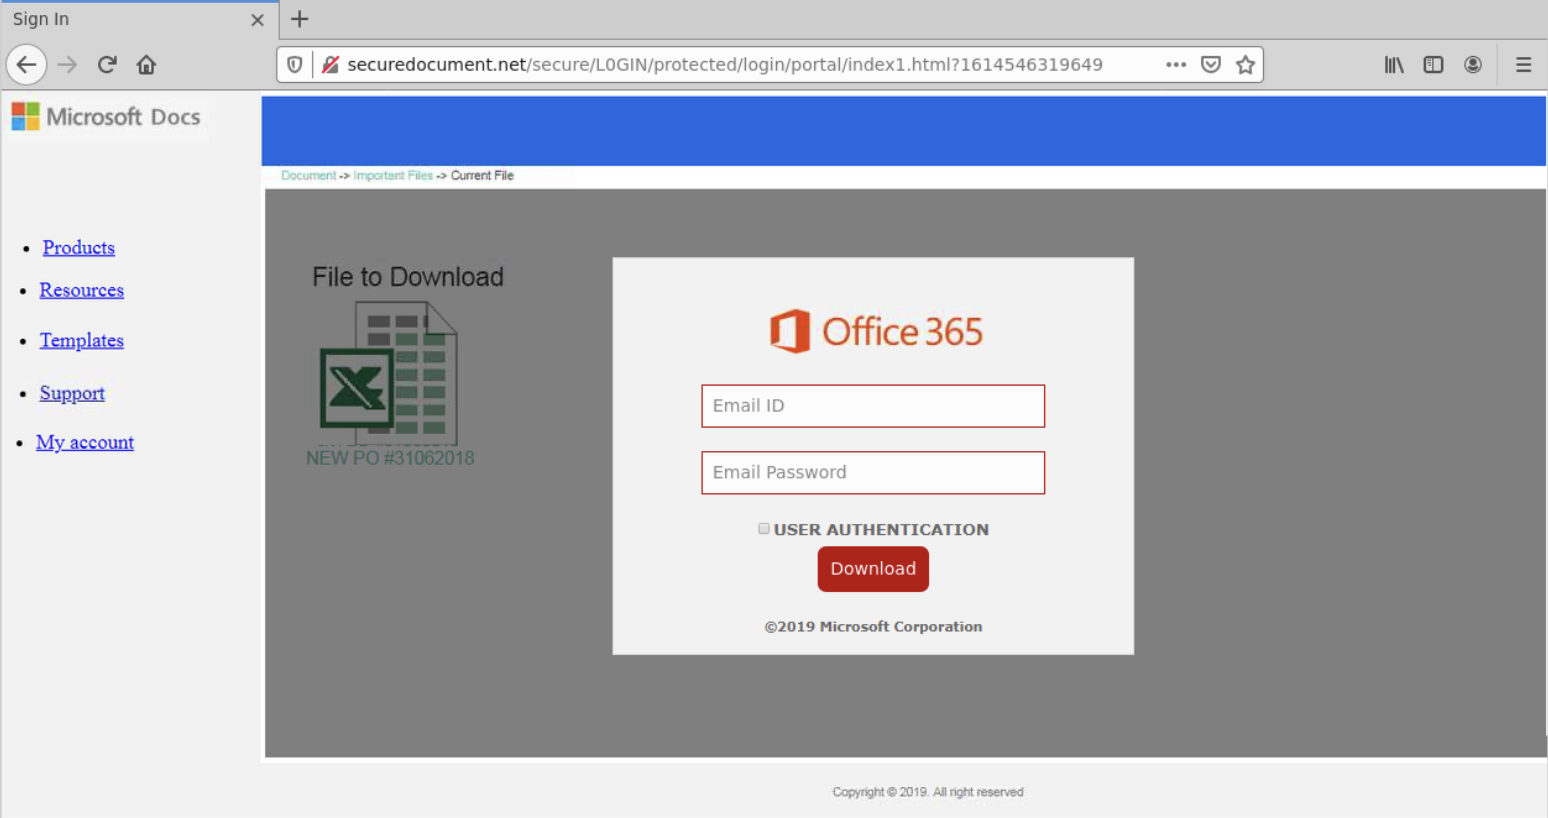 Sign In
securedocument.net/secure/L0GIN/protected/login/portal/index1.html?1614546319649
Microsoft Docs
Document -> Important Files -> Current File
Products
Resources
Templates
Support
My account
File to Download
NEW PO #31062018
Office 365
Email ID
Email Password
USER AUTHENTICATION
Download
©2019 Microsoft Corporation
Copyright © 2019. All right reserved